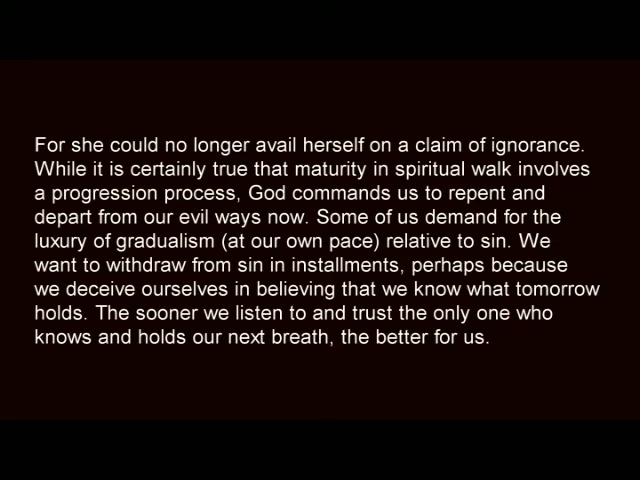 For she could no longer avail herself on a claim of ignorance.
While it is certainly true that maturity in spiritual walk involves
a progression process, God commands us to repent and
depart from our evil ways now. Some of us demand for the
luxury of gradualism (at our own pace) relative to sin. We
want to withdraw from sin in installments, perhaps because
we deceive ourselves in believing that we know what tomorrow
holds. The sooner we listen to and trust the only one who
knows and holds our next breath, the better for us.